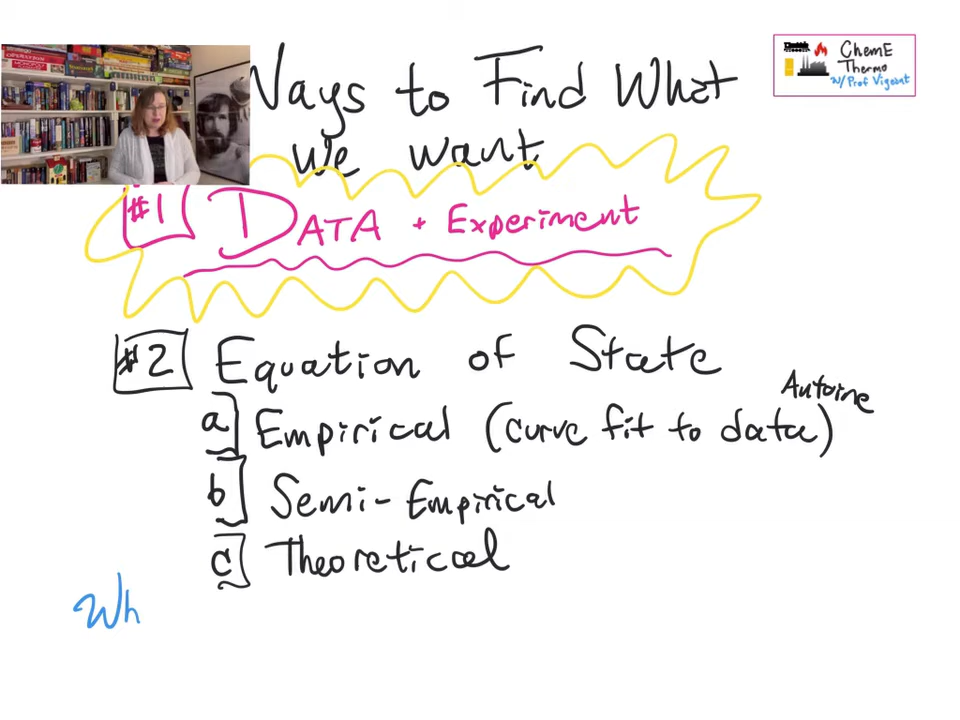 Ways to Find What
we want
#1 DATA + Experiment
#2 Equation of State
a Empirical (curve fit to data) Antoine
b Semi-Empirical
c Theoretical
Wh
ChemE
Thermo
w/ Prof Vigeant